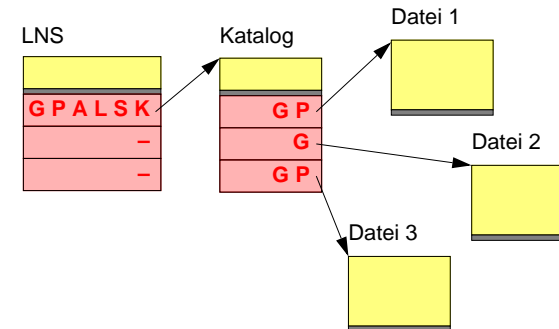 Datei 1
LNS
Katalog
G P A L S K
G P
–
G
–
G P
Datei 2
Datei 3